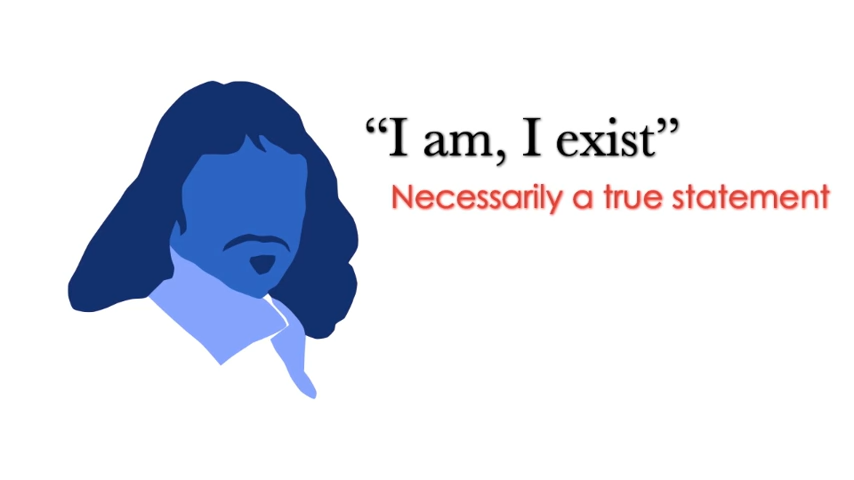 “I am, I exist”
Necessarily a true statement